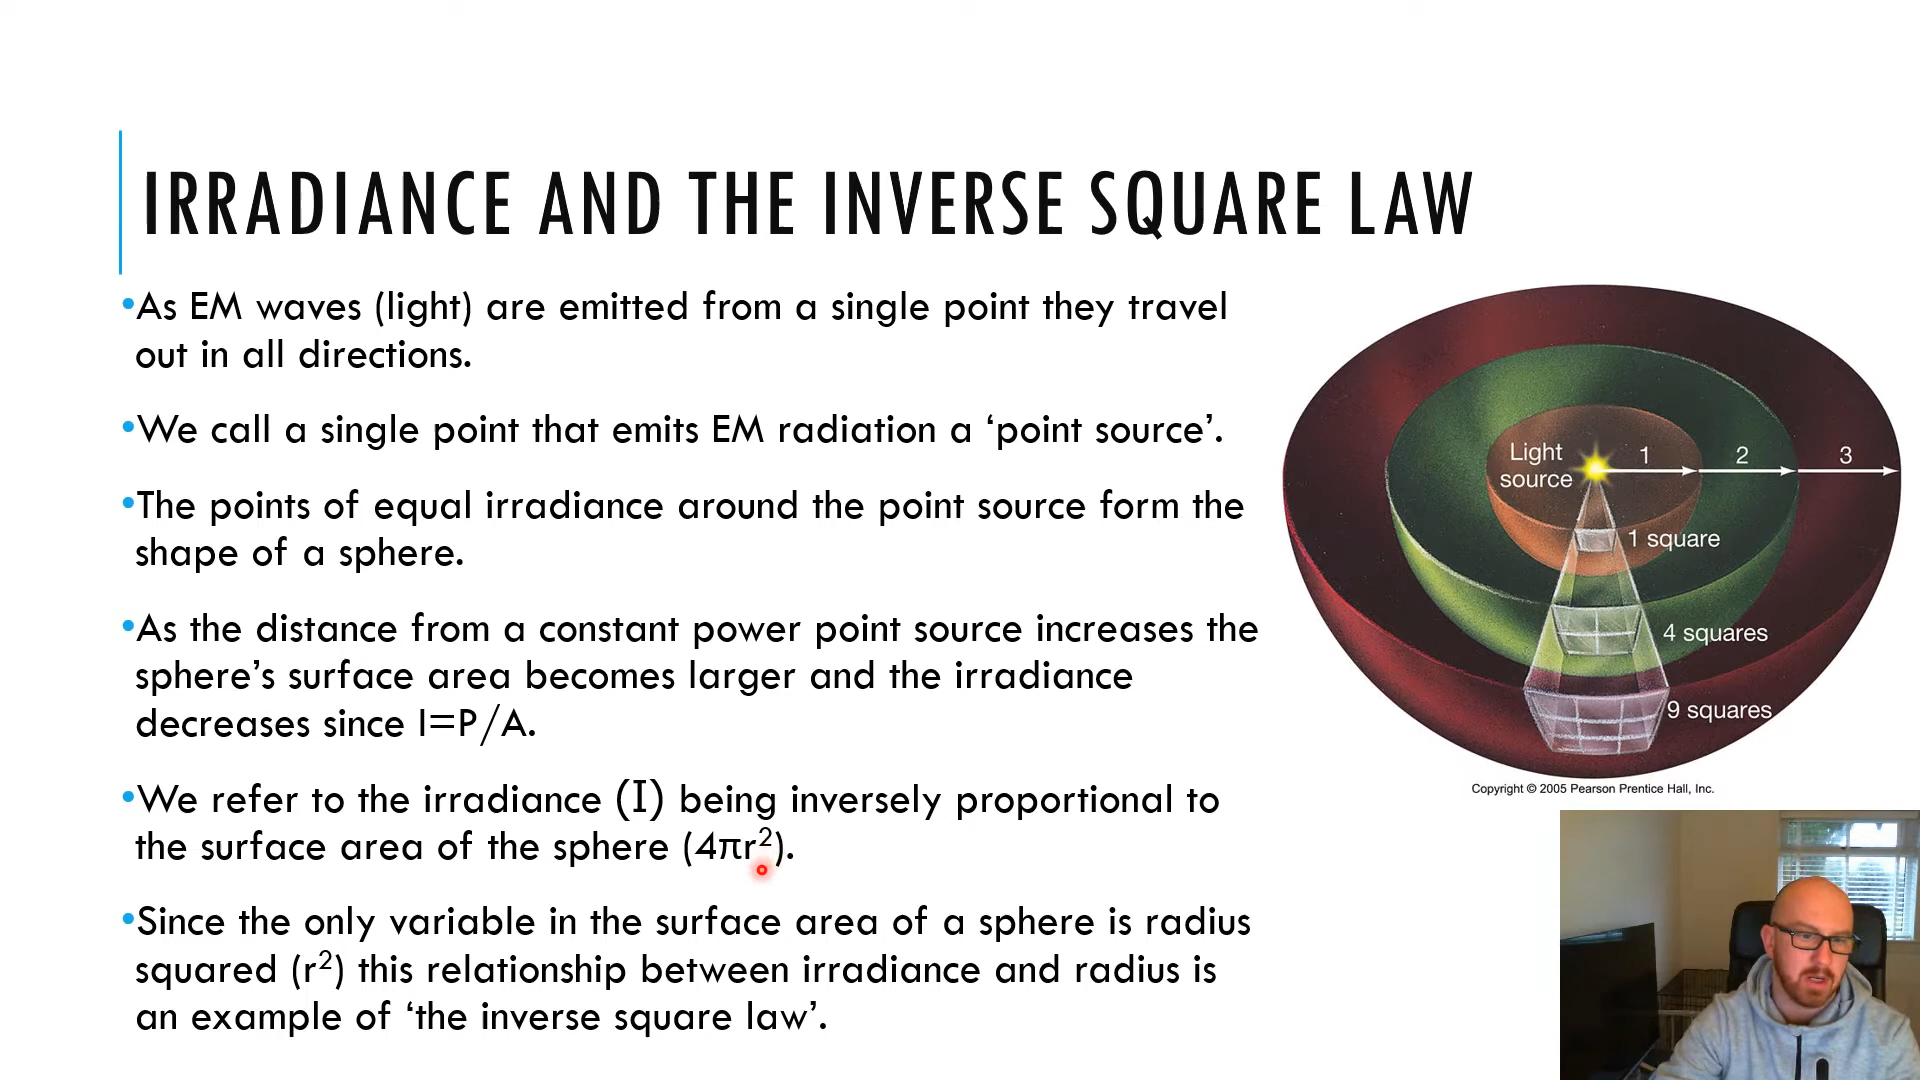 IRRADIANCE AND THE INVERSE SQUARE LAW
•As EM waves (light) are emitted from a single point they travel
out in all directions.
•We call a single point that emits EM radiation a ‘point source’.
•The points of equal irradiance around the point source form the
shape of a sphere.
•As the distance from a constant power point source increases the
sphere’s surface area becomes larger and the irradiance
decreases since I=P/A.
•We refer to the irradiance (I) being inversely proportional to
the surface area of the sphere (4πr²).
•Since the only variable in the surface area of a sphere is radius
squared (r²) this relationship between irradiance and radius is
an example of ‘the inverse square law’.
Light
source
1
2
3
1 square
4 squares
9 squares
Copyright © 2005 Pearson Prentice Hall, Inc.